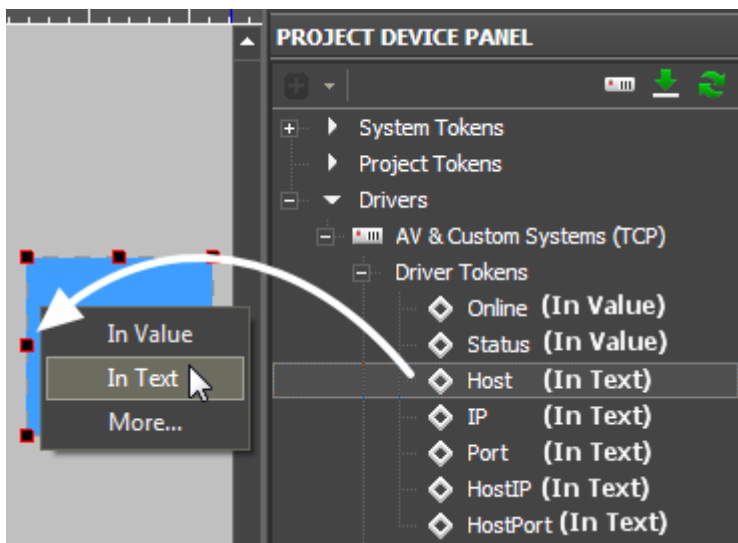 PROJECT DEVICE PANEL
System Tokens
Project Tokens
Drivers
AV & Custom Systems (TCP)
Driver Tokens
Online (In Value)
Status (In Value)
Host (In Text)
IP (In Text)
Port (In Text)
HostIP (In Text)
HostPort (In Text)
In Value
In Text
More...